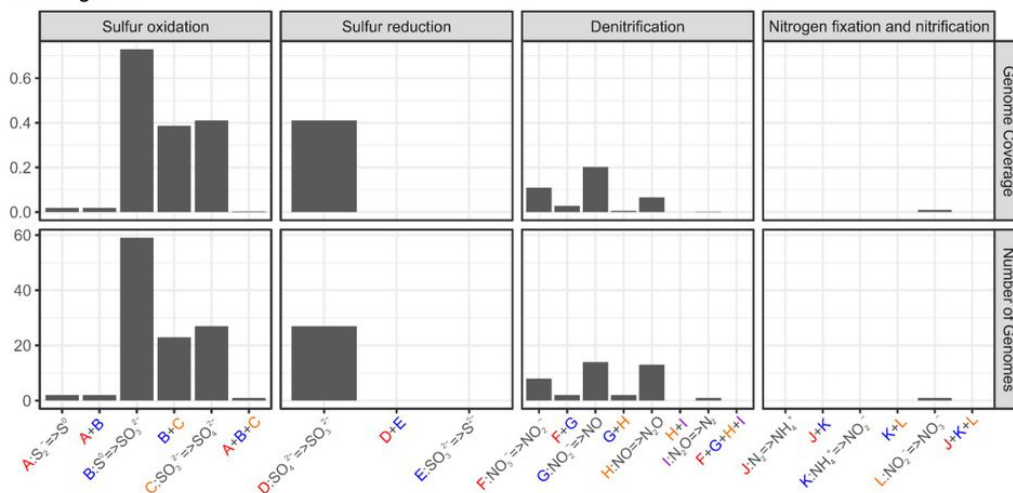 Sulfur oxidation
Sulfur reduction
Denitrification
Nitrogen fixation and nitrification
0.6
0.4
0.2
0.0
Genome Coverage
60
40
20
0
Number of Genomes
A:S₂⁻=>S⁰
A+B
B:S⁰=>SO₃²⁻
B+C
C:SO₃²⁻=>SO₄²⁻
A+B+C
D:SO₄²⁻=>SO₃²⁻
D+E
E:SO₃²⁻=>S²⁻
F:NO₃⁻=>NO₂⁻
F+G
G:NO₂⁻=>NO
G+H
H:NO=>N₂O
H+I
I:N₂O=>N₂
F+G+H+I
J:N₂=>NH₄⁺
J+K
K:NH₄⁺=>NO₂⁻
K+L
L:NO₂⁻=>NO₃⁻
J+K+L